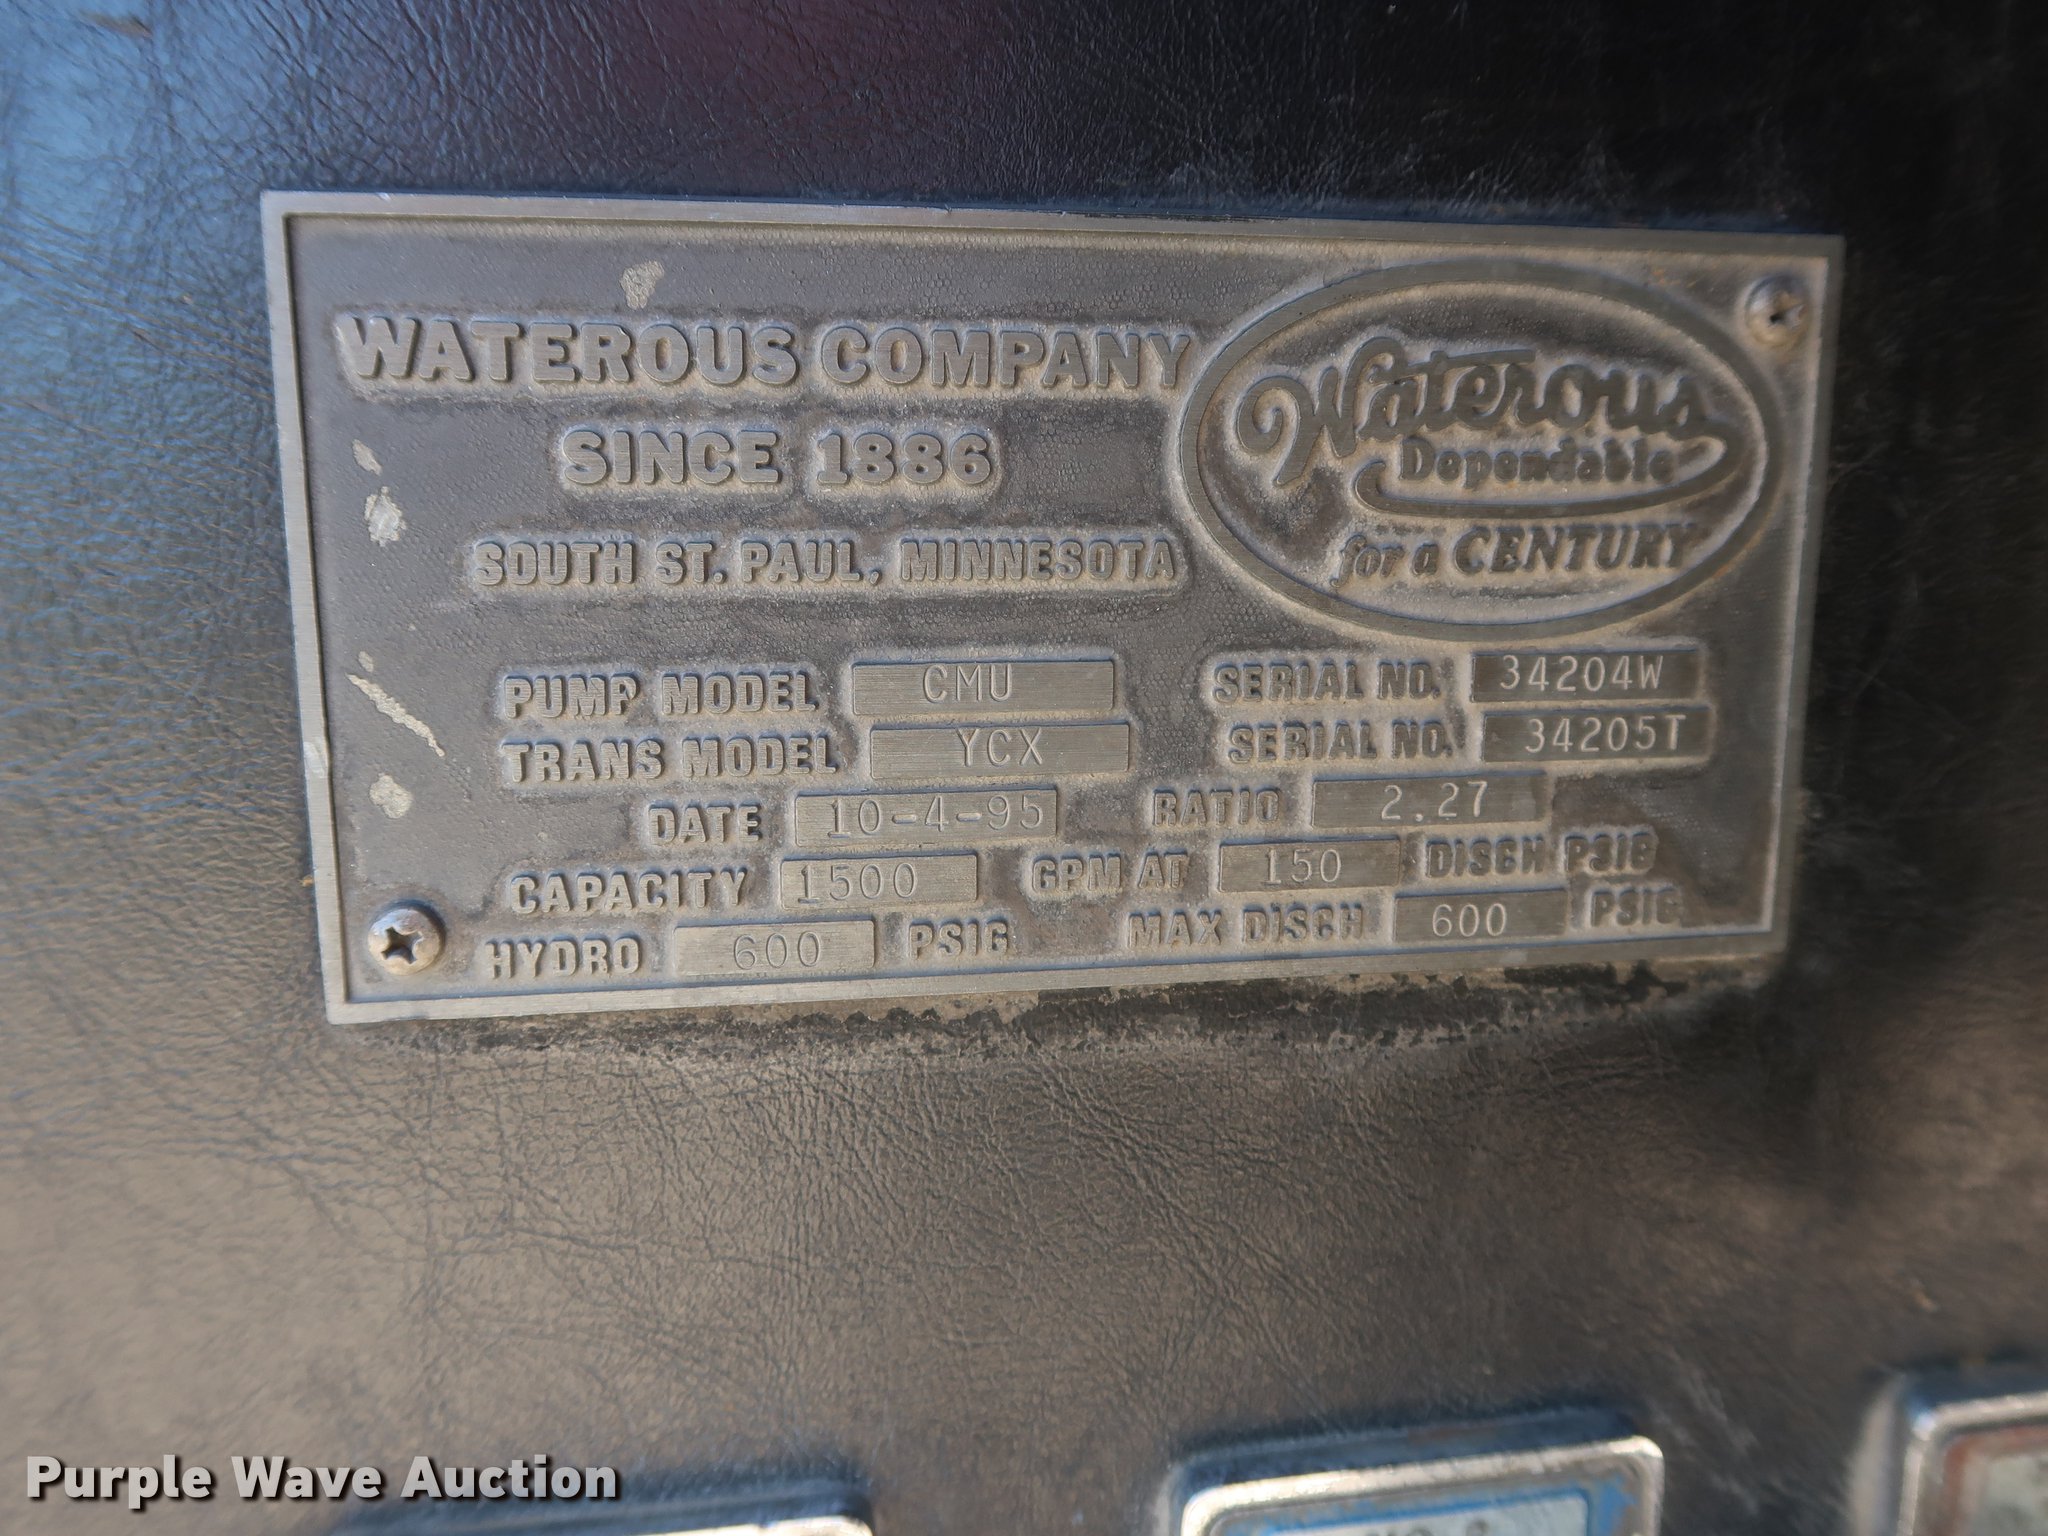 WATEROUS COMPANY
SINCE 1886
SOUTH ST. PAUL, MINNESOTA
Waterous
Dependable
for a CENTURY
PUMP MODEL CMU SERIAL NO. 34204W
TRANS MODEL YCX SERIAL NO. 34205T
DATE 10-4-95 RATIO 2.27
CAPACITY 1500 GPM AT 150 DISCH PSIG
HYDRO 600 PSIG MAX DISCH 600 PSIG
Purple Wave Auction